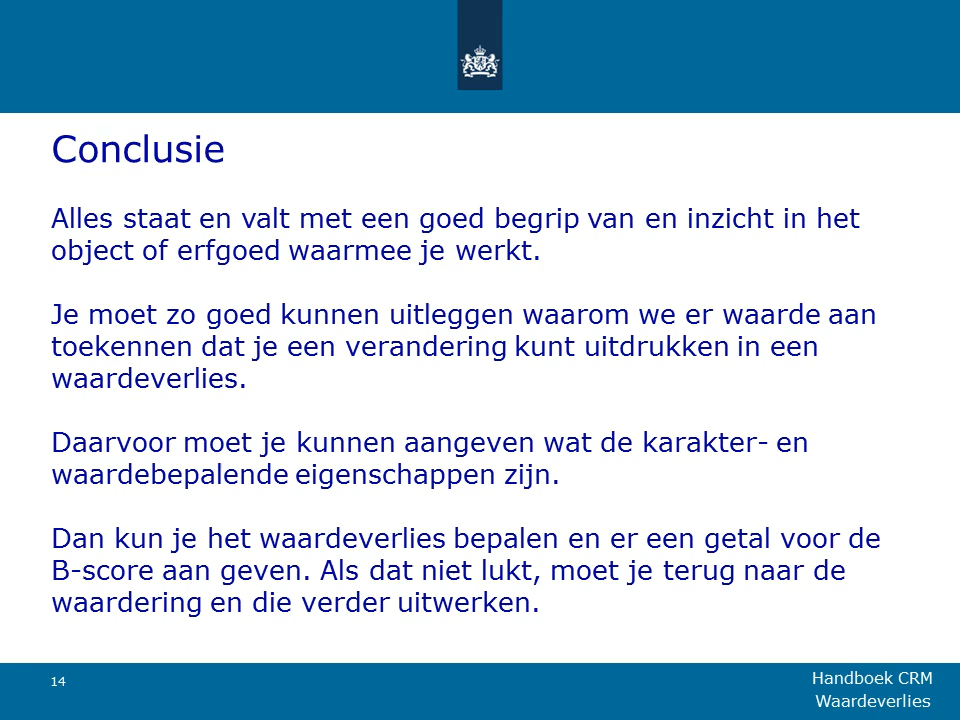 Conclusie
Alles staat en valt met een goed begrip van en inzicht in het
object of erfgoed waarmee je werkt.
Je moet zo goed kunnen uitleggen waarom we er waarde aan
toekennen dat je een verandering kunt uitdrukken in een
waardeverlies.
Daarvoor moet je kunnen aangeven wat de karakter- en
waardebepalende eigenschappen zijn.
Dan kun je het waardeverlies bepalen en er een getal voor de
B-score aan geven. Als dat niet lukt, moet je terug naar de
waardering en die verder uitwerken.
14
Handboek CRM
Waardeverlies